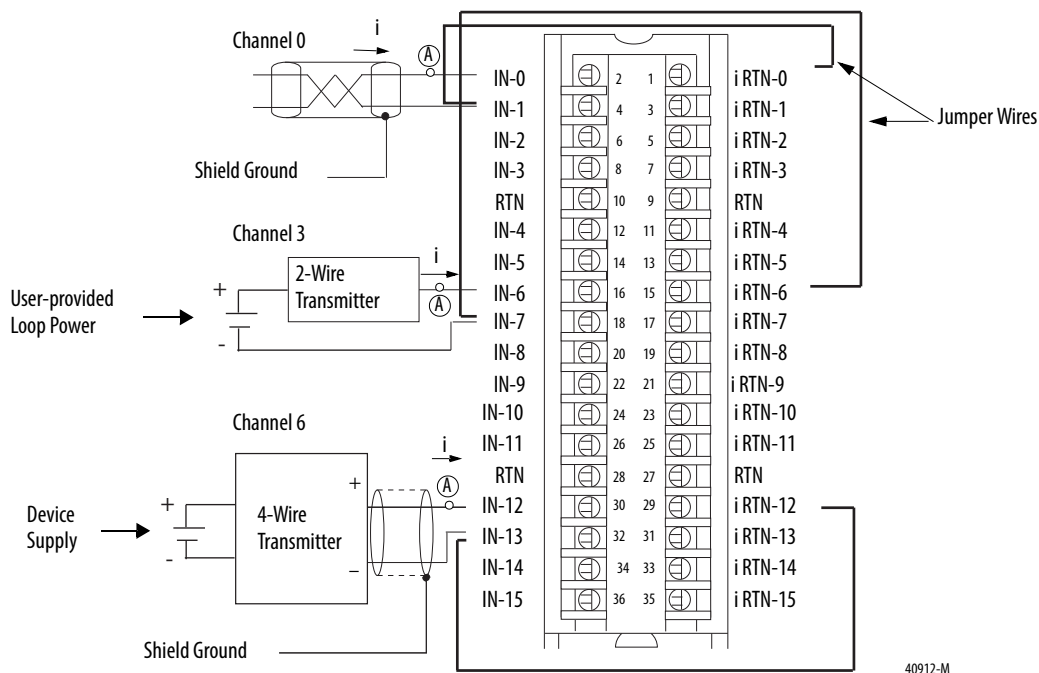 Channel 0
i
A
Shield Ground
Channel 3
i
A
2-Wire
Transmitter
+
-
User-provided
Loop Power
Channel 6
i
A
+
-
4-Wire
Transmitter
+
–
Device
Supply
Shield Ground
Jumper Wires
IN-0 2 1 i RTN-0
IN-1 4 3 i RTN-1
IN-2 6 5 i RTN-2
IN-3 8 7 i RTN-3
RTN 10 9 RTN
IN-4 12 11 i RTN-4
IN-5 14 13 i RTN-5
IN-6 16 15 i RTN-6
IN-7 18 17 i RTN-7
IN-8 20 19 i RTN-8
IN-9 22 21 i RTN-9
IN-10 24 23 i RTN-10
IN-11 26 25 i RTN-11
RTN 28 27 RTN
IN-12 30 29 i RTN-12
IN-13 32 31 i RTN-13
IN-14 34 33 i RTN-14
IN-15 36 35 i RTN-15
40912-M